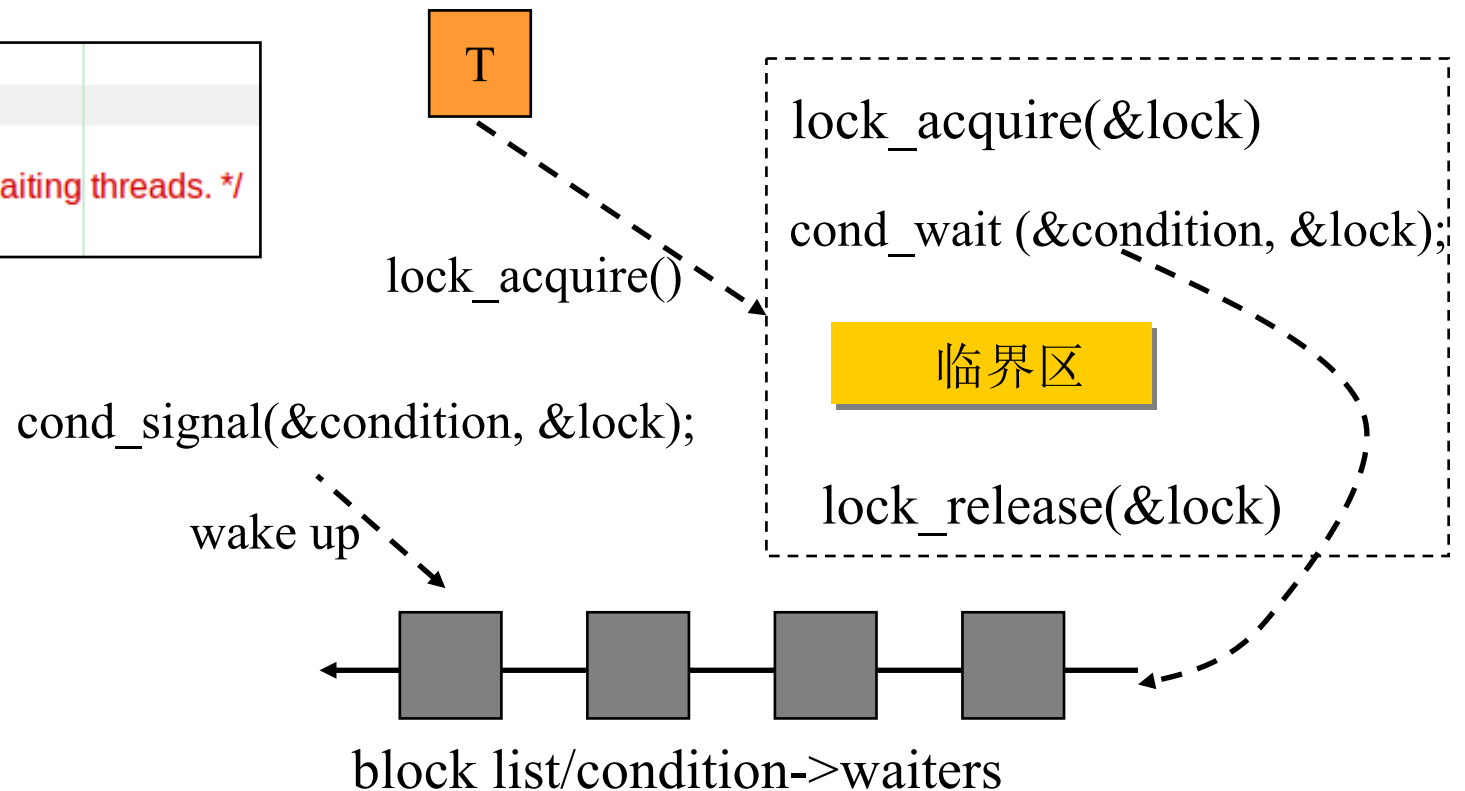 T
aiting threads. */
lock_acquire(&lock)
cond_wait (&condition, &lock);
lock_acquire()
临界区
cond_signal(&condition, &lock);
lock_release(&lock)
wake up
block list/condition->waiters